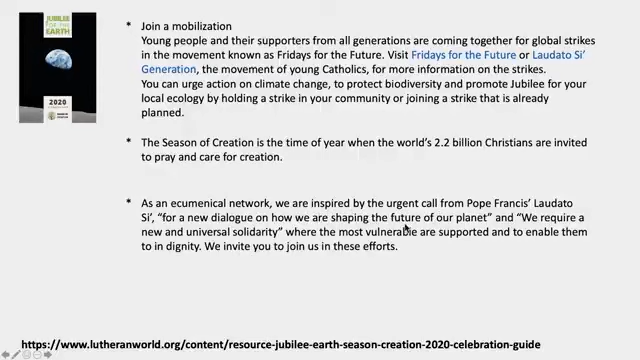 JUBILEE
OF THE
EARTH
2020
* Join a mobilization
Young people and their supporters from all generations are coming together for global strikes
in the movement known as Fridays for the Future. Visit Fridays for the Future or Laudato Si’
Generation, the movement of young Catholics, for more information on the strikes.
You can urge action on climate change, to protect biodiversity and promote Jubilee for your
local ecology by holding a strike in your community or joining a strike that is already
planned.
* The Season of Creation is the time of year when the world’s 2.2 billion Christians are invited
to pray and care for creation.
* As an ecumenical network, we are inspired by the urgent call from Pope Francis’ Laudato
Si’, “for a new dialogue on how we are shaping the future of our planet” and “We require a
new and universal solidarity” where the most vulnerable are supported and to enable them
to in dignity. We invite you to join us in these efforts.
https://www.lutheranworld.org/content/resource-jubilee-earth-season-creation-2020-celebration-guide